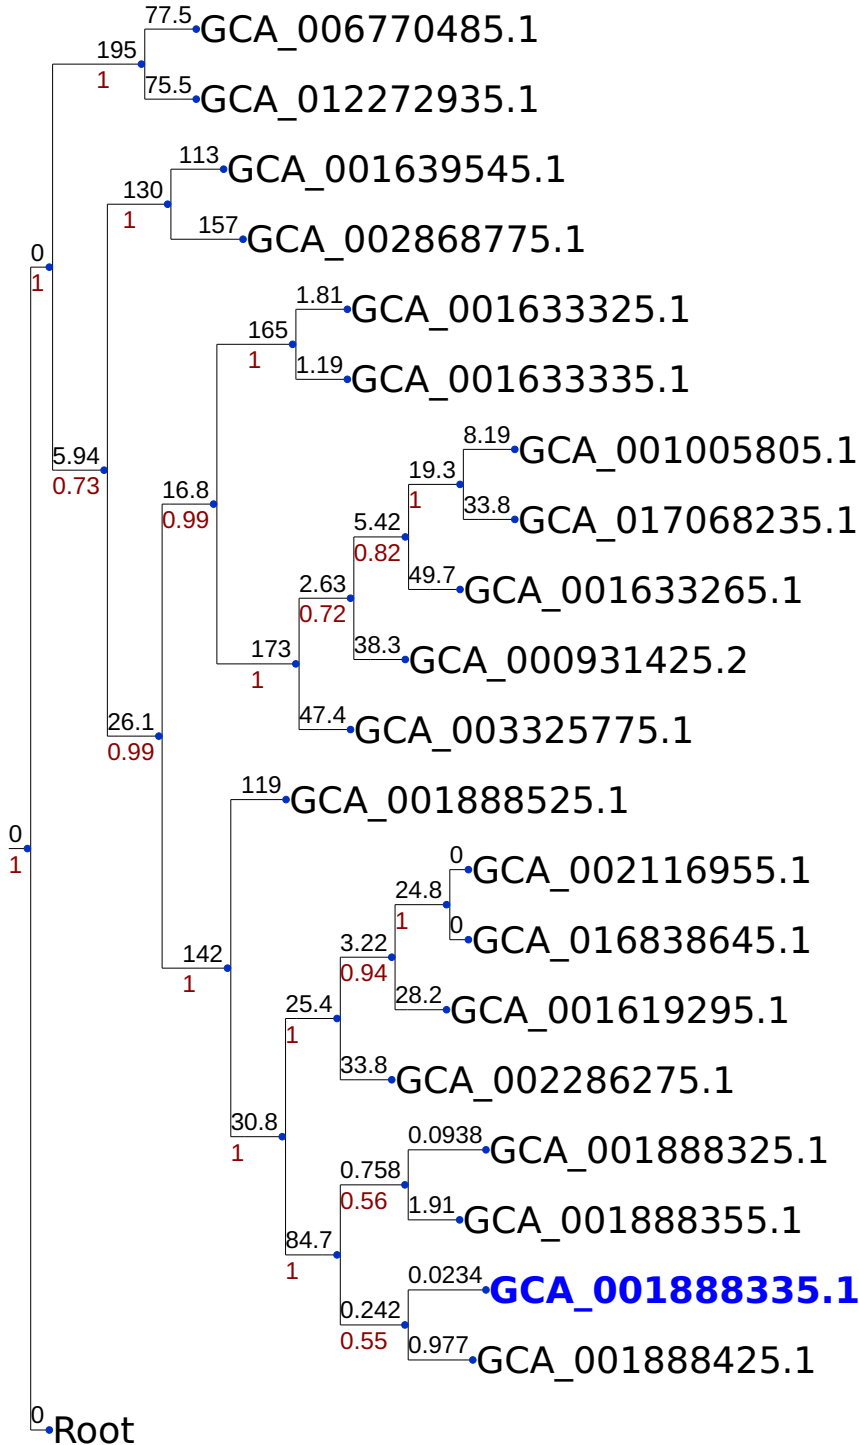 77.5 GCA_006770485.1
195
1
75.5 GCA_012272935.1
113 GCA_001639545.1
130
1
157 GCA_002868775.1
0
1
1.81 GCA_001633325.1
165
1
1.19 GCA_001633335.1
8.19 GCA_001005805.1
5.94
0.73
19.3
1
16.8
0.99
33.8 GCA_017068235.1
5.42
0.82
49.7 GCA_001633265.1
2.63
0.72
173
1
38.3 GCA_000931425.2
26.1
0.99
47.4 GCA_003325775.1
119 GCA_001888525.1
0
1
0 GCA_002116955.1
24.8
1
0 GCA_016838645.1
3.22
0.94
142
1
28.2 GCA_001619295.1
25.4
1
33.8 GCA_002286275.1
30.8
1
0.0938 GCA_001888325.1
0.758
0.56
1.91 GCA_001888355.1
84.7
1
0.0234 GCA_001888335.1
0.242
0.55
0.977 GCA_001888425.1
0 Root